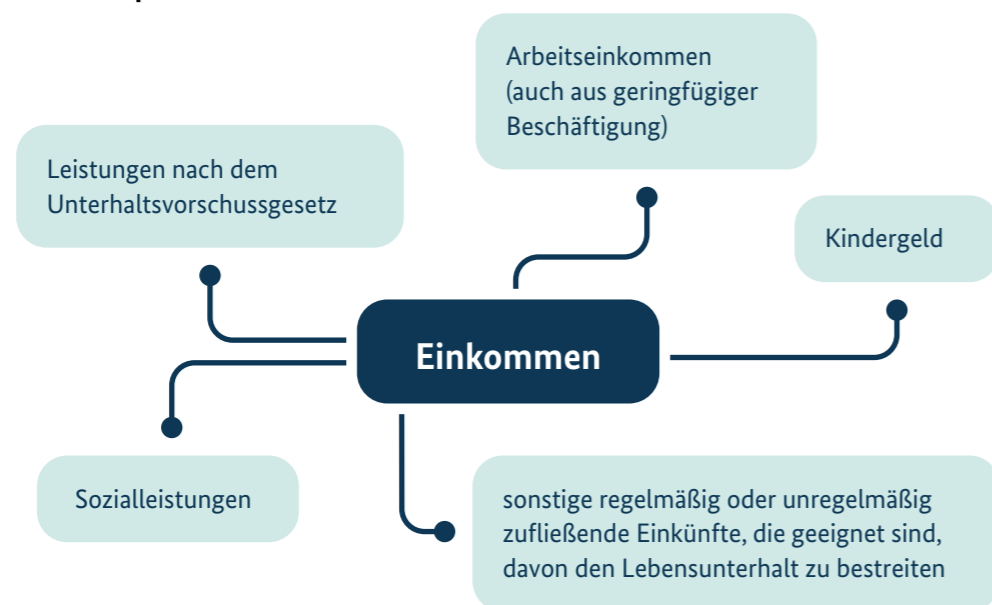 Arbeitseinkommen
(auch aus geringfügiger
Beschäftigung)
Leistungen nach dem
Unterhaltsvorschussgesetz
Kindergeld
Einkommen
Sozialleistungen
sonstige regelmäßig oder unregelmäßig
zufließende Einkünfte, die geeignet sind,
davon den Lebensunterhalt zu bestreiten